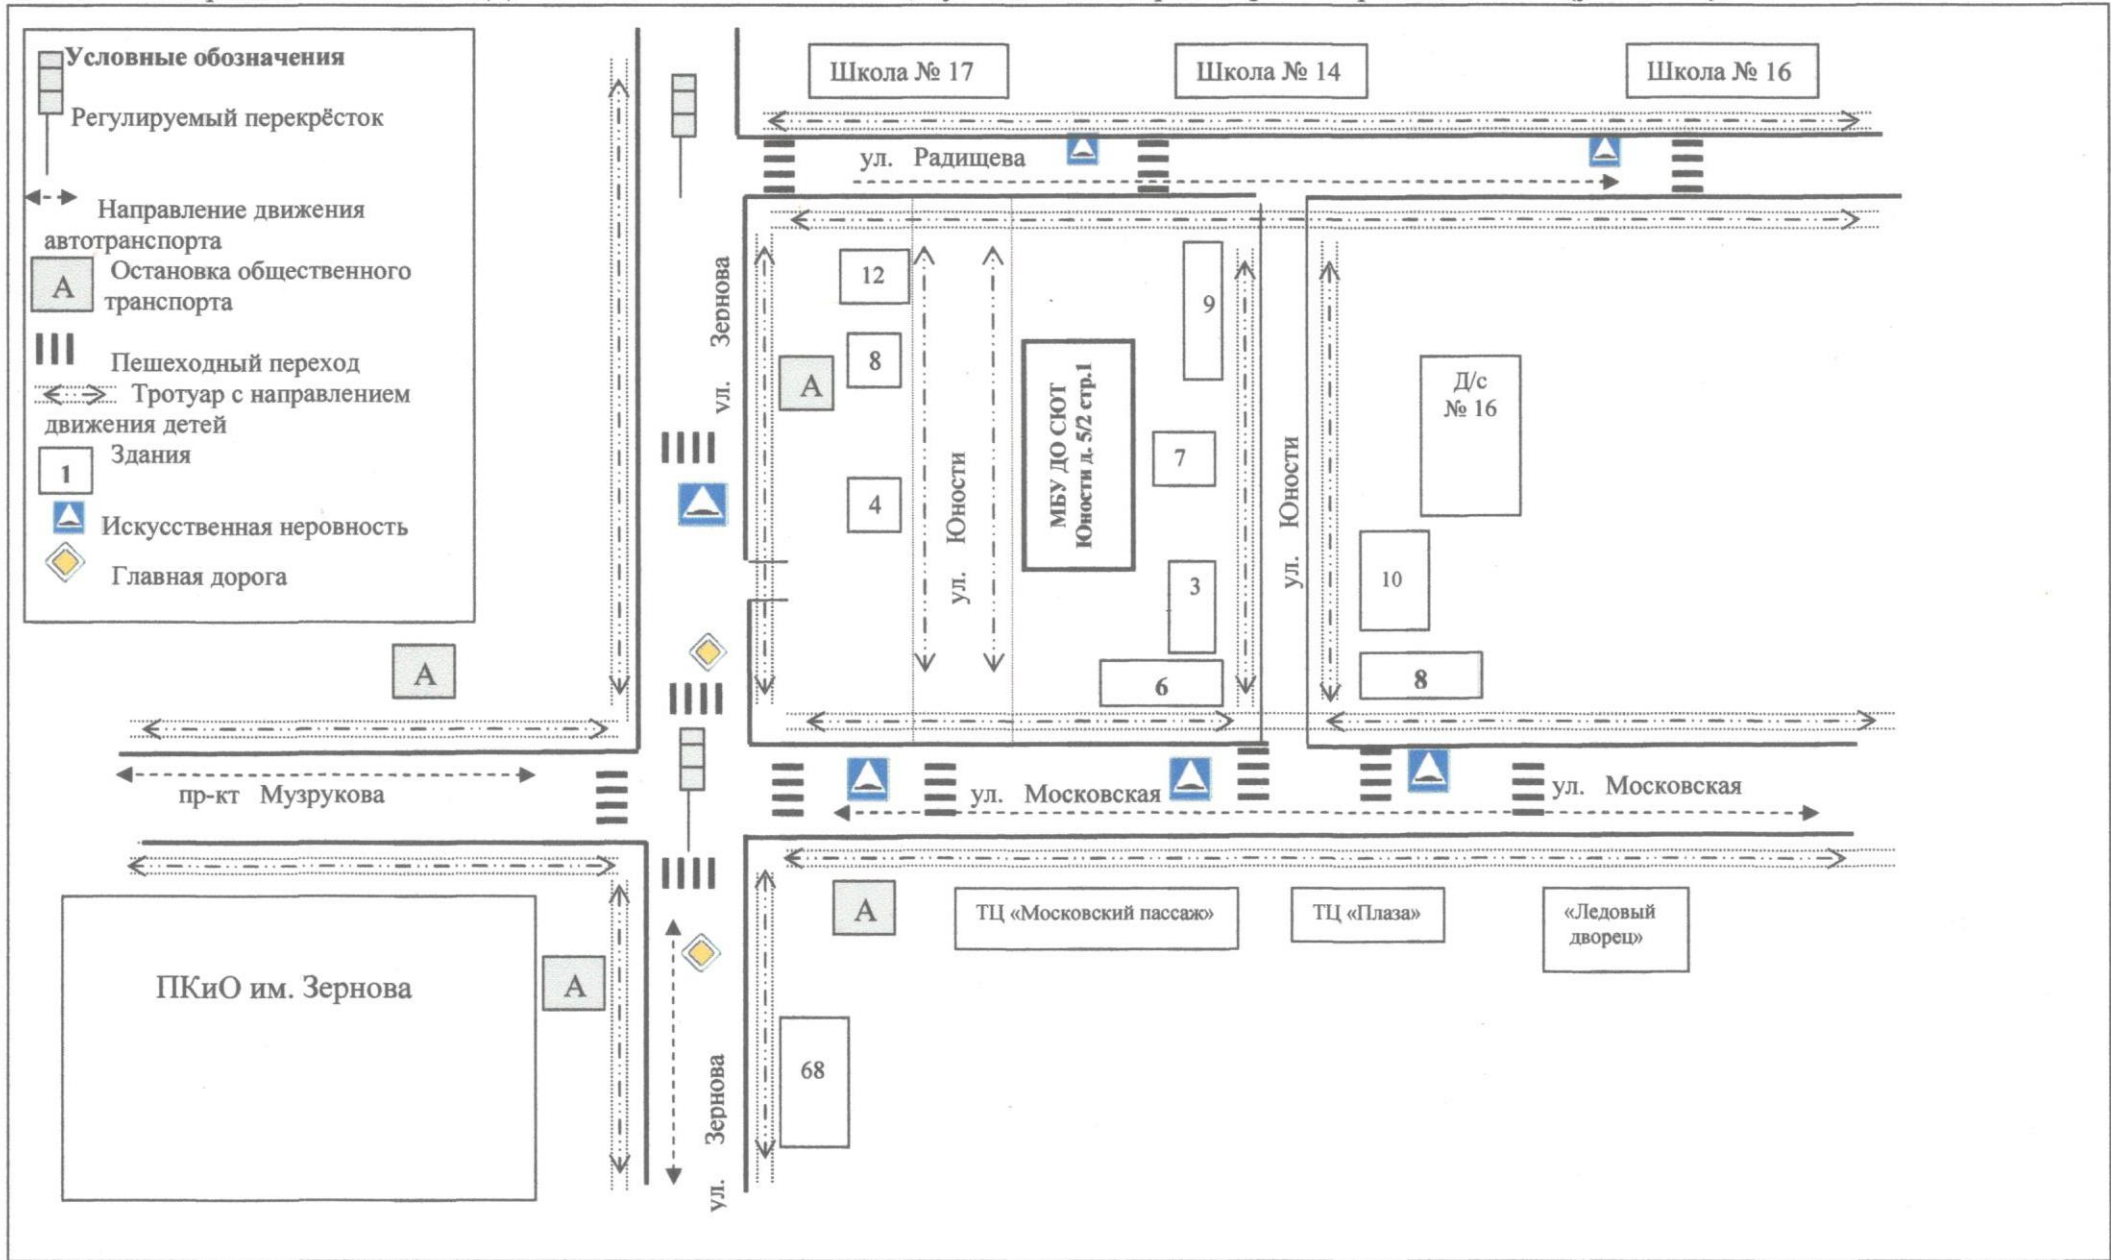 Условные обозначения
Регулируемый перекрёсток
Направление движения
автотранспорта
А
Остановка общественного
транспорта
Пешеходный переход
Тротуар с направлением
движения детей
1
Здания
Искусственная неровность
Главная дорога
Школа № 17
Школа № 14
Школа № 16
ул. Радищева
ул. Зернова
12
8
4
А
ул. Юности
МБУ ДО СЮТ
Юности д. 5/2 стр.1
9
7
3
6
ул. Юности
Д/с
№ 16
10
8
А
пр-кт Музрукова
ул. Московская
ул. Московская
А
ТЦ «Московский пассаж»
ТЦ «Плаза»
«Ледовый
дворец»
ПКиО им. Зернова
А
ул. Зернова
68